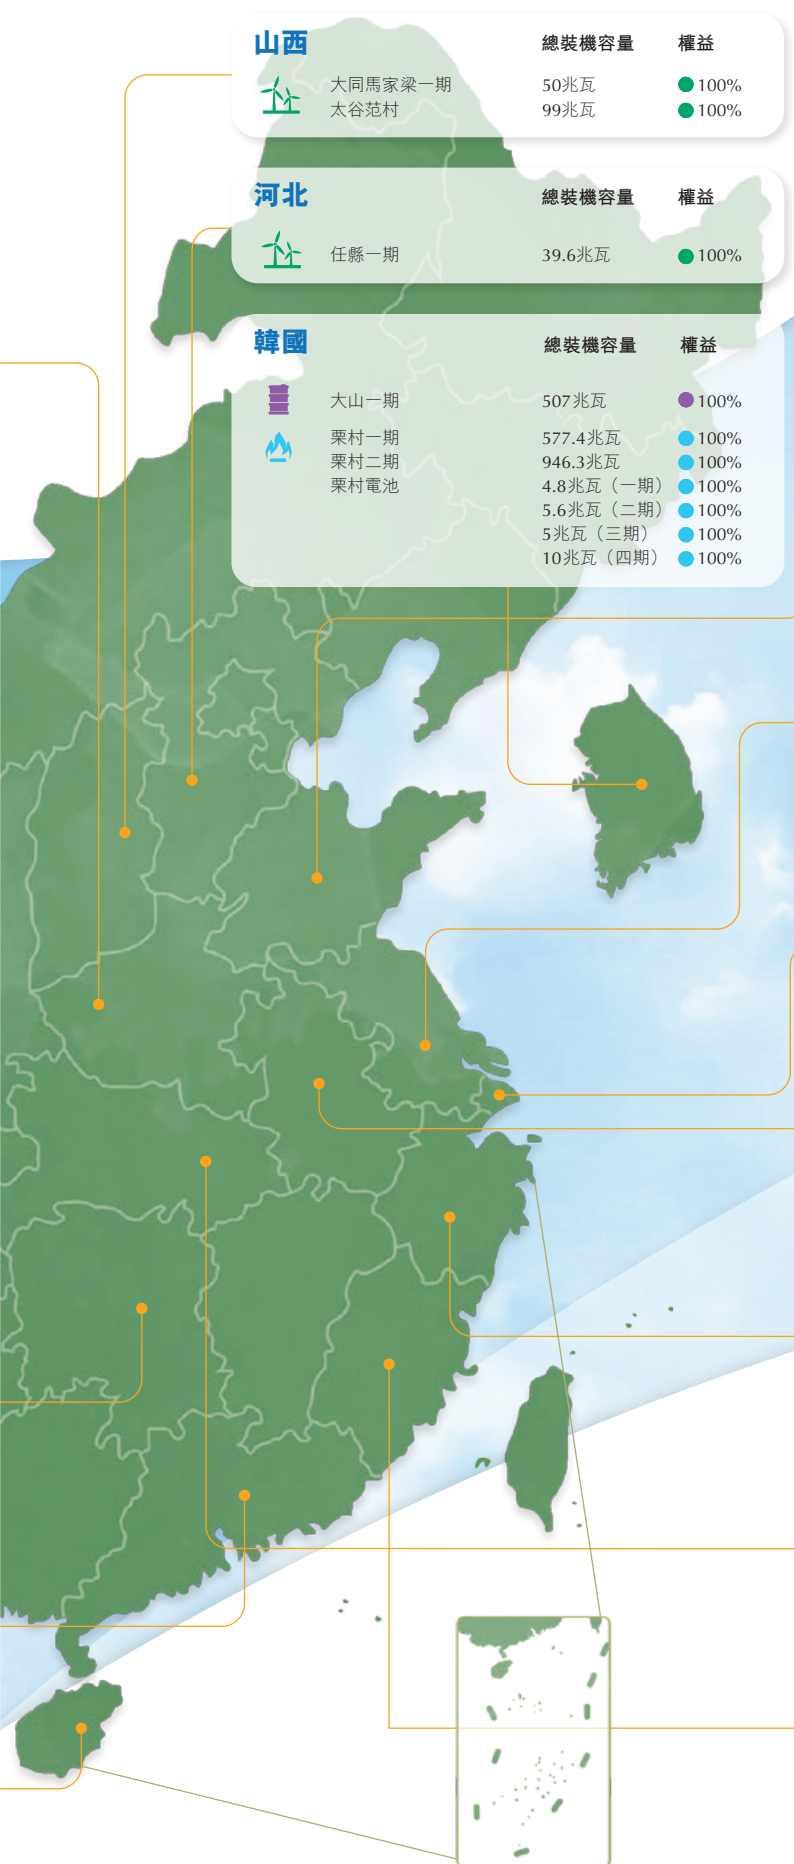 山西 總裝機容量 權益
大同馬家梁一期 50兆瓦 100%
太谷范村 99兆瓦 100%
河北 總裝機容量 權益
任縣一期 39.6兆瓦 100%
韓國 總裝機容量 權益
大山一期 507兆瓦 100%
栗村一期 577.4兆瓦 100%
栗村二期 946.3兆瓦 100%
栗村電池 4.8兆瓦（一期） 100%
5.6兆瓦（二期） 100%
5兆瓦（三期） 100%
10兆瓦（四期） 100%